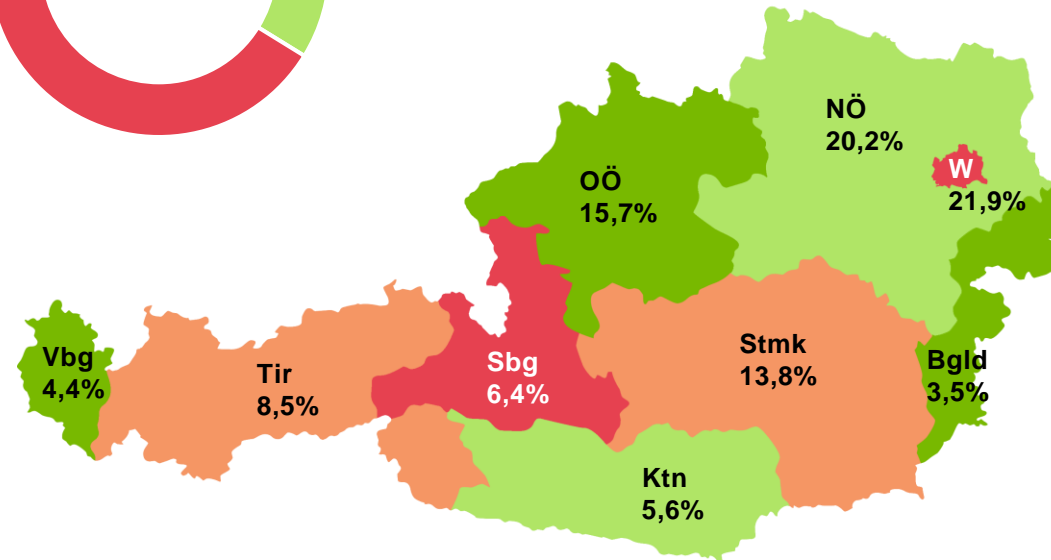 NÖ
20,2%
W
21,9%
OÖ
15,7%
Stmk
13,8%
Bgld
3,5%
Vbg
4,4%
Tir
8,5%
Sbg
6,4%
Ktn
5,6%